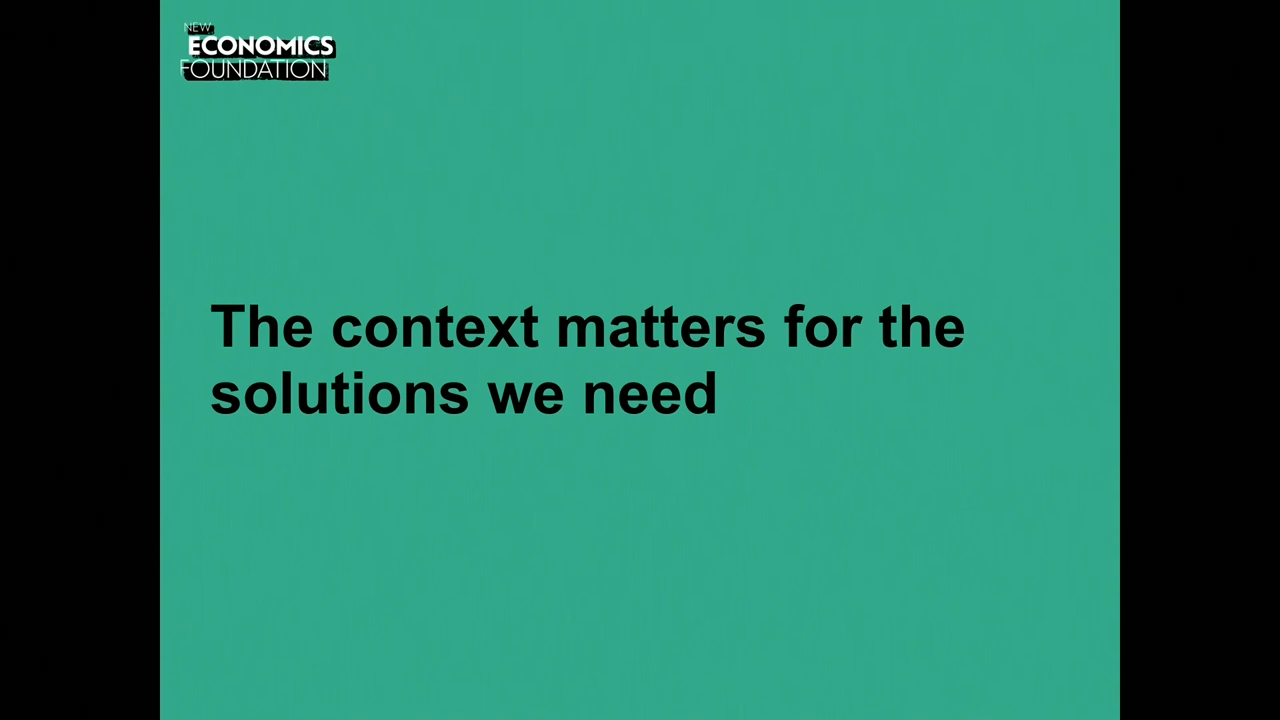 NEW
ECONOMICS
FOUNDATION
The context matters for the
solutions we need